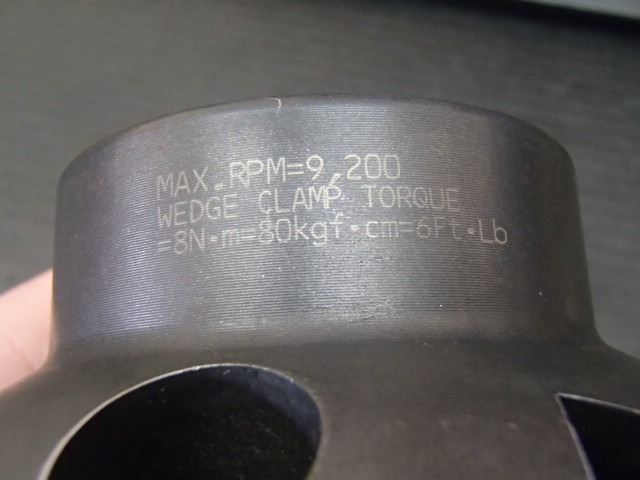 MAX.RPM=9,200
WEDGE CLAMP TORQUE
=8N·m=80kgf·cm=6Ft·Lb